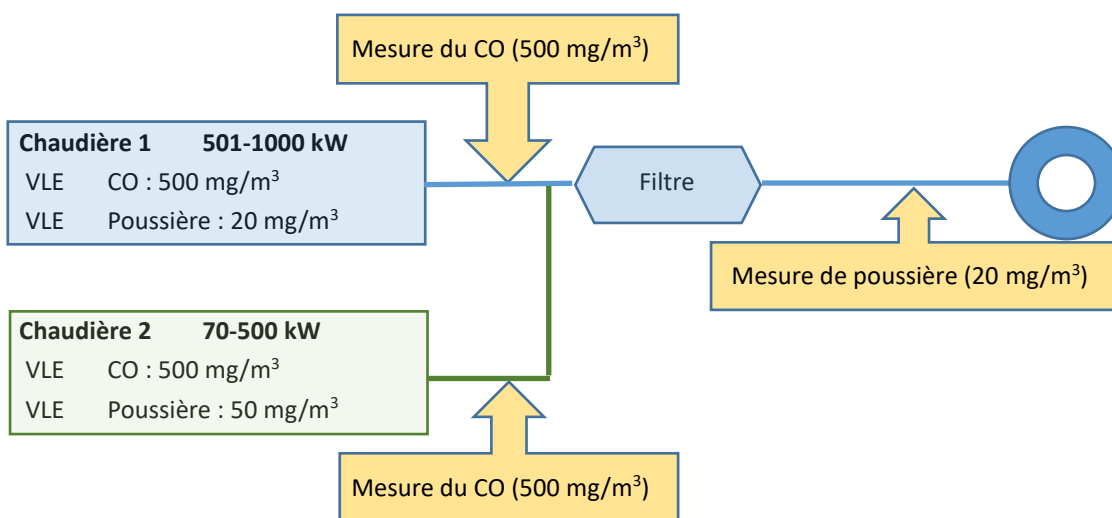 Mesure du CO (500 mg/m³)
Chaudière 1 501-1000 kW
VLE CO : 500 mg/m³
VLE Poussière : 20 mg/m³
Filtre
Mesure de poussière (20 mg/m³)
Chaudière 2 70-500 kW
VLE CO : 500 mg/m³
VLE Poussière : 50 mg/m³
Mesure du CO (500 mg/m³)